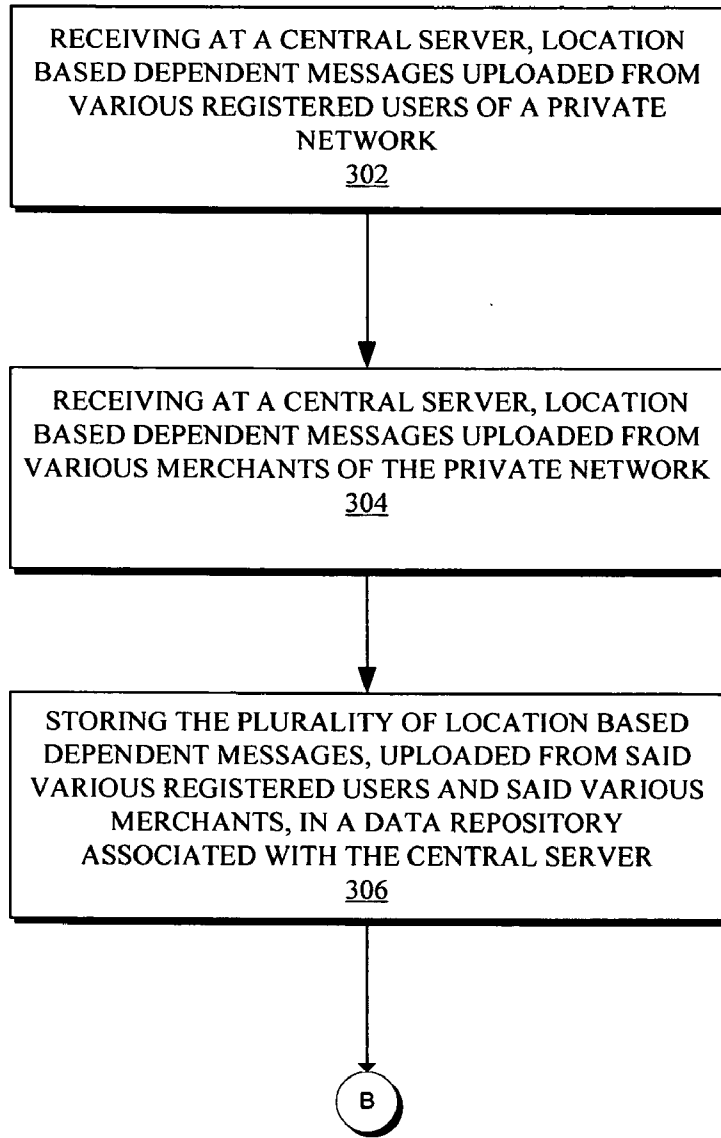 RECEIVING AT A CENTRAL SERVER, LOCATION
BASED DEPENDENT MESSAGES UPLOADED FROM
VARIOUS REGISTERED USERS OF A PRIVATE
NETWORK
302
RECEIVING AT A CENTRAL SERVER, LOCATION
BASED DEPENDENT MESSAGES UPLOADED FROM
VARIOUS MERCHANTS OF THE PRIVATE NETWORK
304
STORING THE PLURALITY OF LOCATION BASED
DEPENDENT MESSAGES, UPLOADED FROM SAID
VARIOUS REGISTERED USERS AND SAID VARIOUS
MERCHANTS, IN A DATA REPOSITORY
ASSOCIATED WITH THE CENTRAL SERVER
306
B